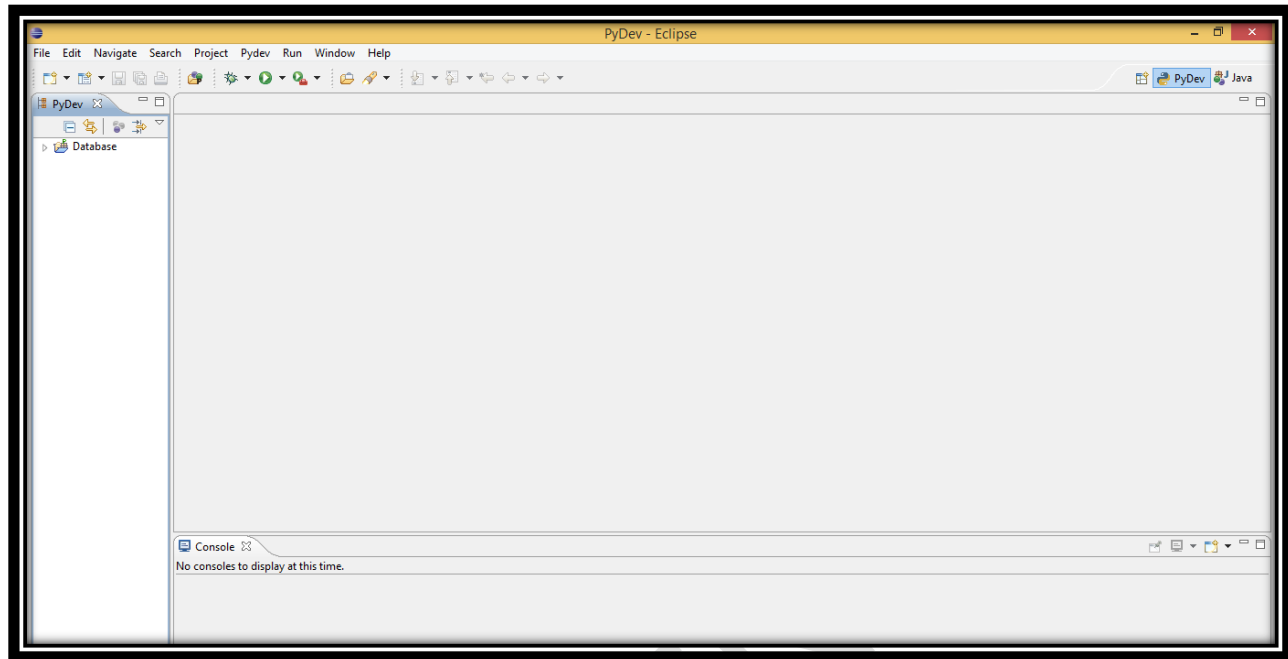 PyDev - Eclipse
File Edit Navigate Search Project Pydev Run Window Help
PyDev Java
PyDev
Database
Console
No consoles to display at this time.